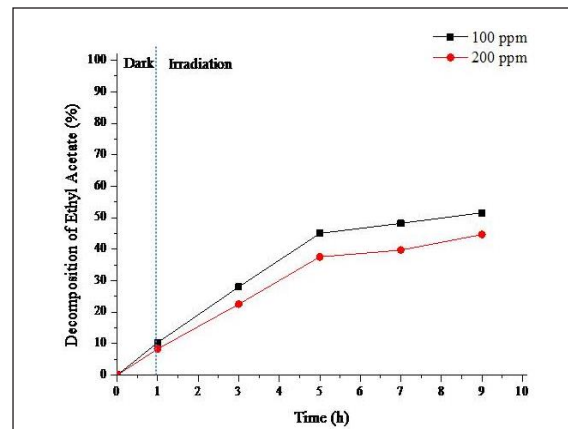 100 ppm
200 ppm
Dark
Irradiation
Decomposition of Ethyl Acetate (%)
100
90
80
70
60
50
40
30
20
10
0
0 1 2 3 4 5 6 7 8 9 10
Time (h)